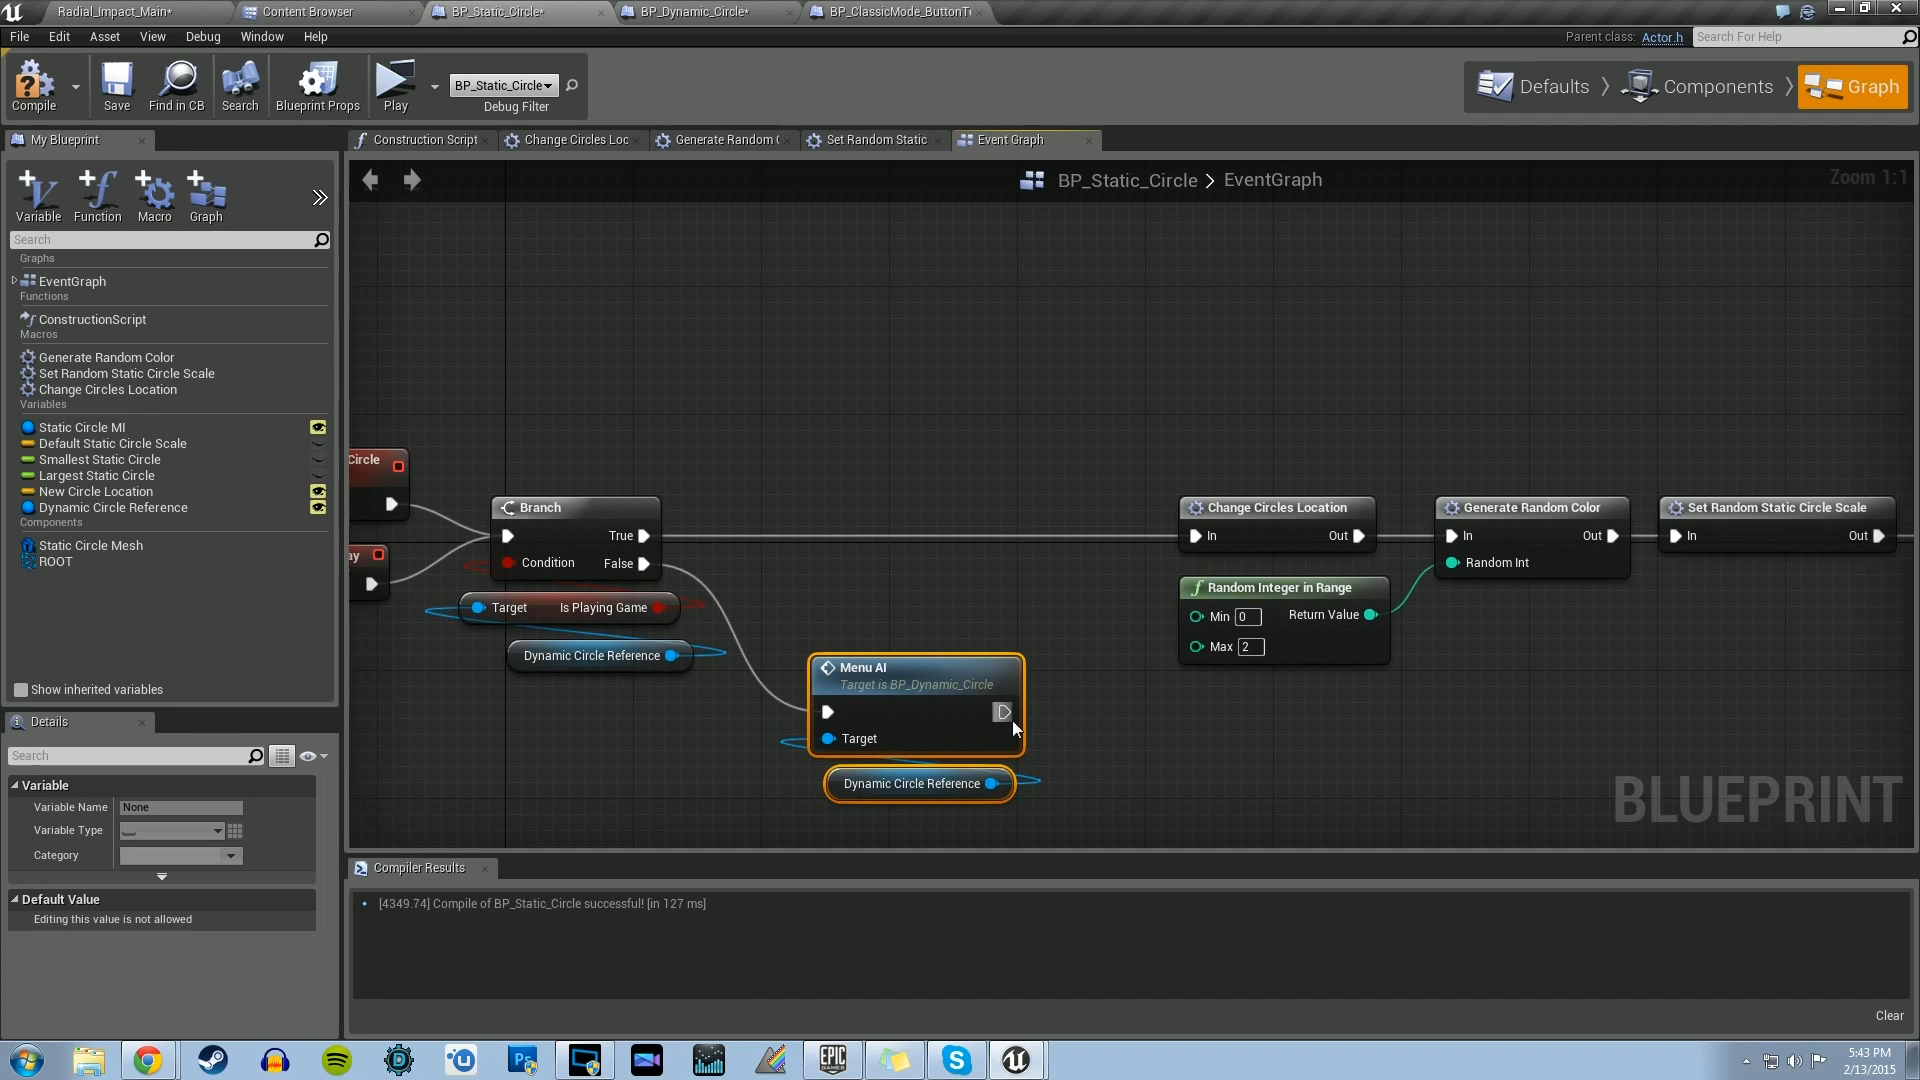 Radial_Impact_Main*
Content Browser
BP_Static_Circle*
BP_Dynamic_Circle*
BP_ClassicMode_ButtonT
File Edit Asset View Debug Window Help
Parent class: Actor.h
Search For Help
Compile
Save
Find in CB
Search
Blueprint Props
Play
BP_Static_Circle
Debug Filter
Defaults
Components
Graph
My Blueprint
Construction Script
Change Circles Loc
Generate Random (
Set Random Static
Event Graph
Variable
Function
Macro
Graph
BP_Static_Circle > EventGraph
Zoom 1:1
Search
Graphs
EventGraph
Functions
ConstructionScript
Macros
Generate Random Color
Set Random Static Circle Scale
Change Circles Location
Variables
Static Circle MI
Default Static Circle Scale
Smallest Static Circle
Largest Static Circle
New Circle Location
Dynamic Circle Reference
Components
Static Circle Mesh
ROOT
Show inherited variables
Circle
ay
Branch
True
Condition
False
Target
Is Playing Game
Dynamic Circle Reference
Menu AI
Target is BP_Dynamic_Circle
Target
Dynamic Circle Reference
Change Circles Location
In
Out
Random Integer in Range
Min 0
Return Value
Max 2
Generate Random Color
In
Out
Random Int
Set Random Static Circle Scale
In
Out
BLUEPRINT
Details
Search
Variable
Variable Name None
Variable Type
Category
Default Value
Editing this value is not allowed
Compiler Results
[4349.74] Compile of BP_Static_Circle successful! [in 127 ms]
Clear
Ps
EPIC
GAMES
5:43 PM
2/13/2015